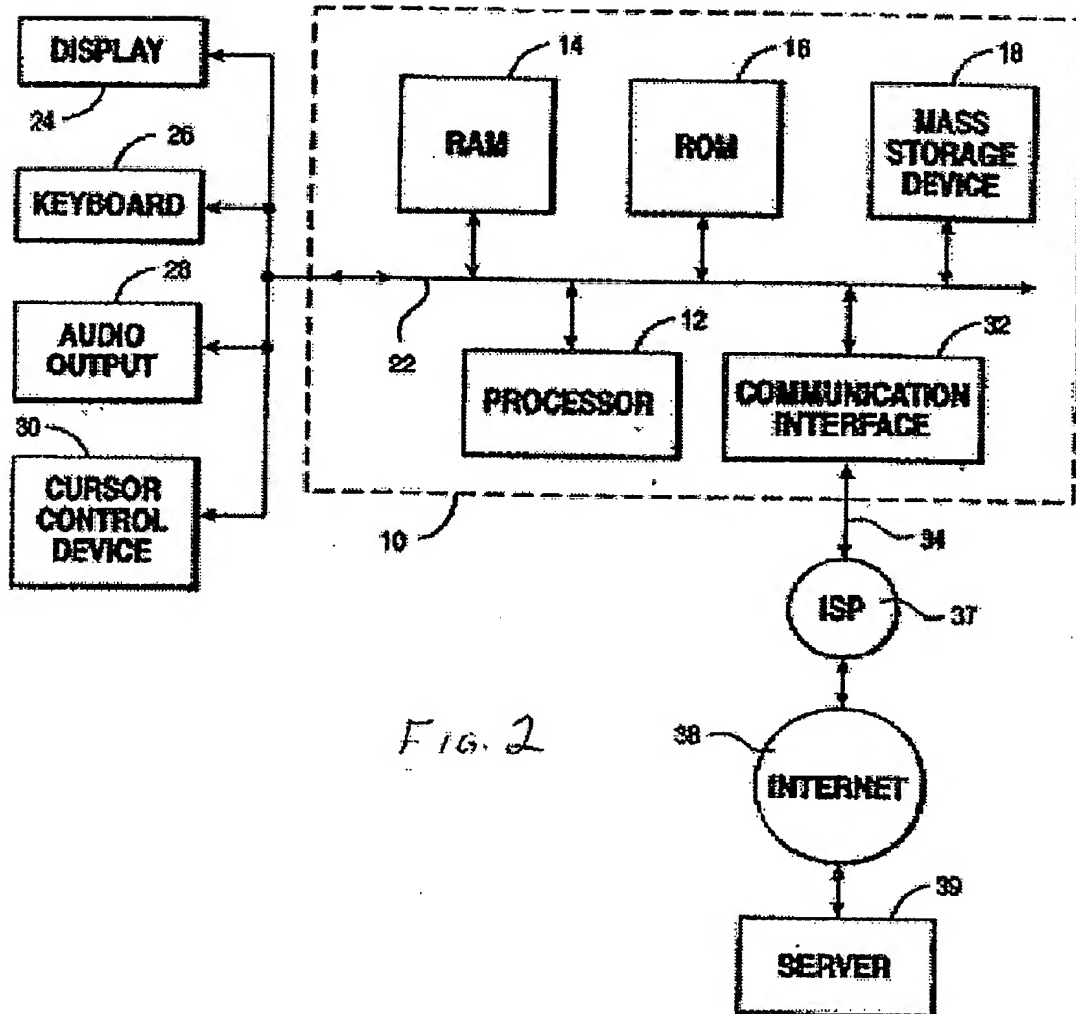 DISPLAY
24
26
KEYBOARD
28
AUDIO
OUTPUT
30
CURSOR
CONTROL
DEVICE
14
RAM
16
ROM
18
MASS
STORAGE
DEVICE
22
12
PROCESSOR
32
COMMUNICATION
INTERFACE
10
34
ISP
37
FIG. 2
38
INTERNET
39
SERVER